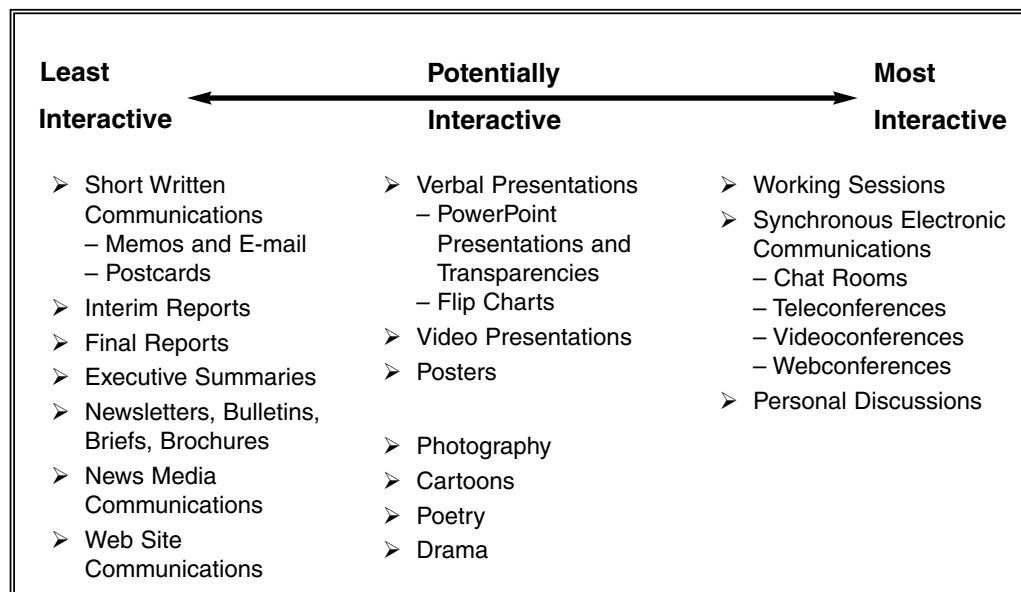 Least
Interactive
Potentially
Interactive
Most
Interactive
➢ Short Written
Communications
– Memos and E-mail
– Postcards
➢ Interim Reports
➢ Final Reports
➢ Executive Summaries
➢ Newsletters, Bulletins,
Briefs, Brochures
➢ News Media
Communications
➢ Web Site
Communications
➢ Verbal Presentations
– PowerPoint
Presentations and
Transparencies
– Flip Charts
➢ Video Presentations
➢ Posters
➢ Photography
➢ Cartoons
➢ Poetry
➢ Drama
➢ Working Sessions
➢ Synchronous Electronic
Communications
– Chat Rooms
– Teleconferences
– Videoconferences
– Webconferences
➢ Personal Discussions